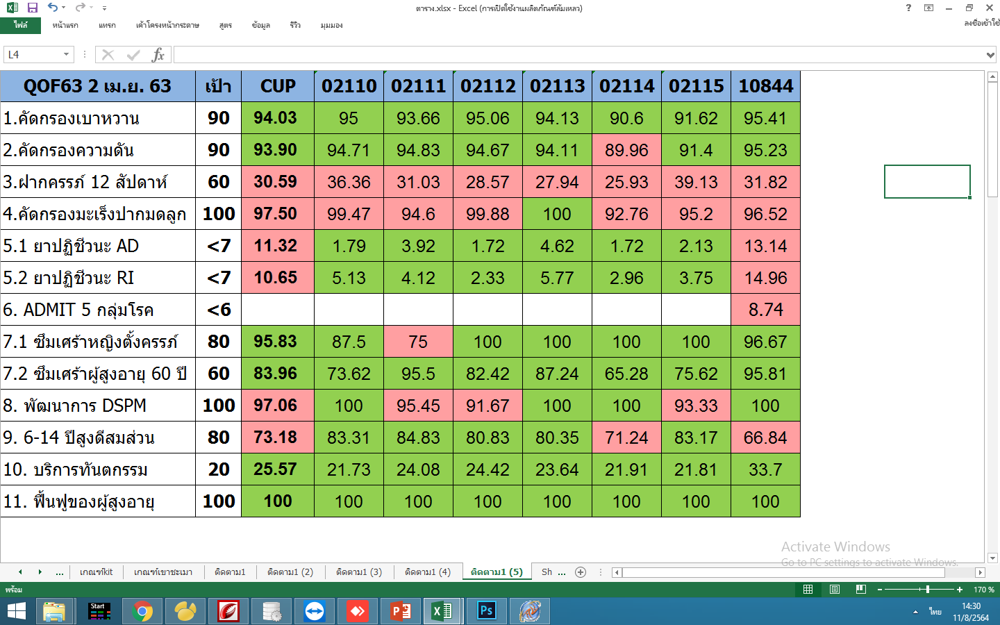 ตาราง.xlsx - Excel (การเปิดใช้งานผลิตภัณฑ์ล้มเหลว)
ไฟล์ หน้าแรก แทรก เค้าโครงหน้ากระดาษ สูตร ข้อมูล รีวิว มุมมอง ลงชื่อเข้าใช้
L4 fx
QOF63 2 เม.ย. 63 เป้า CUP 02110 02111 02112 02113 02114 02115 10844
1.คัดกรองเบาหวาน 90 94.03 95 93.66 95.06 94.13 90.6 91.62 95.41
2.คัดกรองความดัน 90 93.90 94.71 94.83 94.67 94.11 89.96 91.4 95.23
3.ฝากครรภ์ 12 สัปดาห์ 60 30.59 36.36 31.03 28.57 27.94 25.93 39.13 31.82
4.คัดกรองมะเร็งปากมดลูก 100 97.50 99.47 94.6 99.88 100 92.76 95.2 96.52
5.1 ยาปฏิชีวนะ AD <7 11.32 1.79 3.92 1.72 4.62 1.72 2.13 13.14
5.2 ยาปฏิชีวนะ RI <7 10.65 5.13 4.12 2.33 5.77 2.96 3.75 14.96
6. ADMIT 5 กลุ่มโรค <6 8.74
7.1 ซึมเศร้าหญิงตั้งครรภ์ 80 95.83 87.5 75 100 100 100 100 96.67
7.2 ซึมเศร้าผู้สูงอายุ 60 ปี 60 83.96 73.62 95.5 82.42 87.24 65.28 75.62 95.81
8. พัฒนาการ DSPM 100 97.06 100 95.45 91.67 100 100 93.33 100
9. 6-14 ปีสูงดีสมส่วน 80 73.18 83.31 84.83 80.83 80.35 71.24 83.17 66.84
10. บริการทันตกรรม 20 25.57 21.73 24.08 24.42 23.64 21.91 21.81 33.7
11. ฟื้นฟูของผู้สูงอายุ 100 100 100 100 100 100 100 100 100
Activate Windows
Go to PC settings to activate Windows.
... เกณฑ์kit เกณฑ์เขาชะเมา ติดตาม1 ติดตาม1 (2) ติดตาม1 (3) ติดตาม1 (4) ติดตาม1 (5) Sh ...
พร้อม 170 %
Start Ps ไทย 14:30
11/8/2564